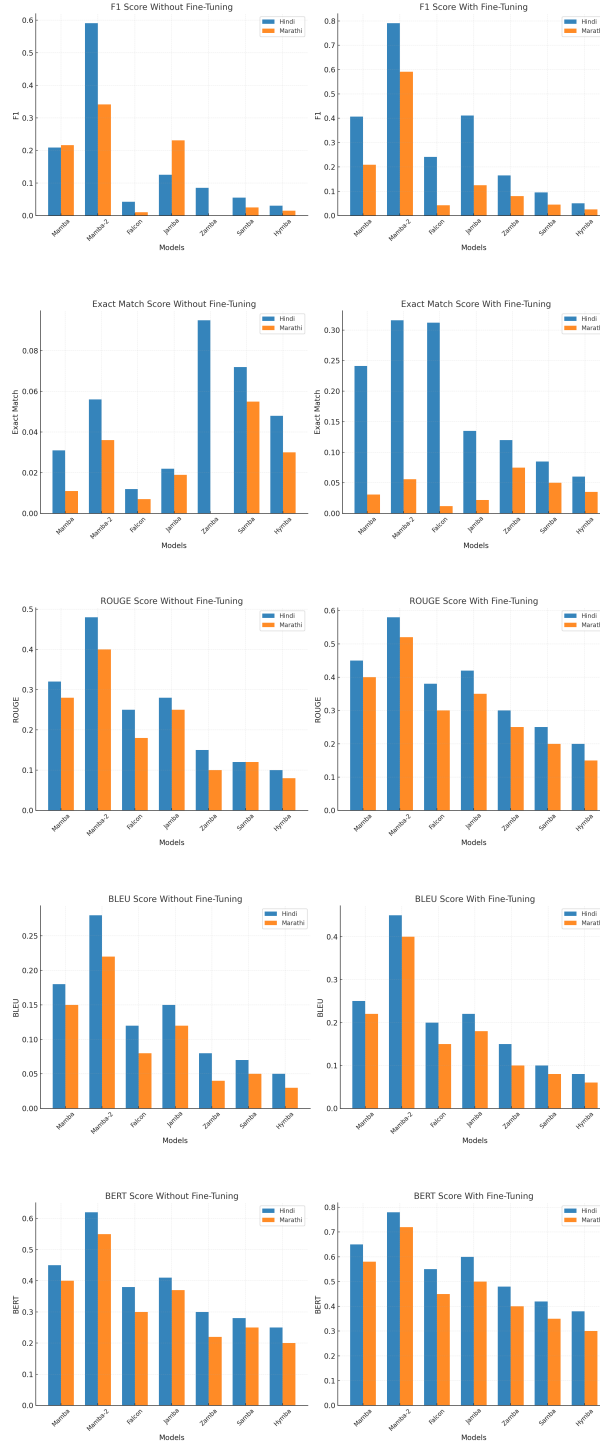 F1 Score Without Fine-Tuning
0.6
0.5
0.4
0.3
0.2
0.1
0.0
F1
Hindi
Marathi
Mamba
Mamba-2
Falcon
Jamba
Zamba
Samba
Hymba
Models
F1 Score With Fine-Tuning
0.8
0.7
0.6
0.5
0.4
0.3
0.2
0.1
0.0
F1
Hindi
Marath
Mamba
Mamba-2
Falcon
Jamba
Zamba
Samba
Hymba
Models
Exact Match Score Without Fine-Tuning
0.08
0.06
0.04
0.02
0.00
Exact Match
Hindi
Marathi
Mamba
Mamba-2
Falcon
Jamba
Zamba
Samba
Hymba
Models
Exact Match Score With Fine-Tuning
0.30
0.25
0.20
0.15
0.10
0.05
0.00
Exact Match
Hindi
Marath
Mamba
Mamba-2
Falcon
Jamba
Zamba
Samba
Hymba
Models
ROUGE Score Without Fine-Tuning
0.5
0.4
0.3
0.2
0.1
0.0
ROUGE
Hindi
Marathi
Mamba
Mamba-2
Falcon
Jamba
Zamba
Samba
Hymba
Models
ROUGE Score With Fine-Tuning
0.6
0.5
0.4
0.3
0.2
0.1
0.0
ROUGE
Hindi
Marath
Mamba
Mamba-2
Falcon
Jamba
Zamba
Samba
Hymba
Models
BLEU Score Without Fine-Tuning
0.25
0.20
0.15
0.10
0.05
0.00
BLEU
Hindi
Marathi
Mamba
Mamba-2
Falcon
Jamba
Zamba
Samba
Hymba
Models
BLEU Score With Fine-Tuning
0.4
0.3
0.2
0.1
0.0
BLEU
Hindi
Marath
Mamba
Mamba-2
Falcon
Jamba
Zamba
Samba
Hymba
Models
BERT Score Without Fine-Tuning
0.6
0.5
0.4
0.3
0.2
0.1
0.0
BERT
Hindi
Marathi
Mamba
Mamba-2
Falcon
Jamba
Zamba
Samba
Hymba
Models
BERT Score With Fine-Tuning
0.8
0.7
0.6
0.5
0.4
0.3
0.2
0.1
0.0
BERT
Hindi
Marath
Mamba
Mamba-2
Falcon
Jamba
Zamba
Samba
Hymba
Models